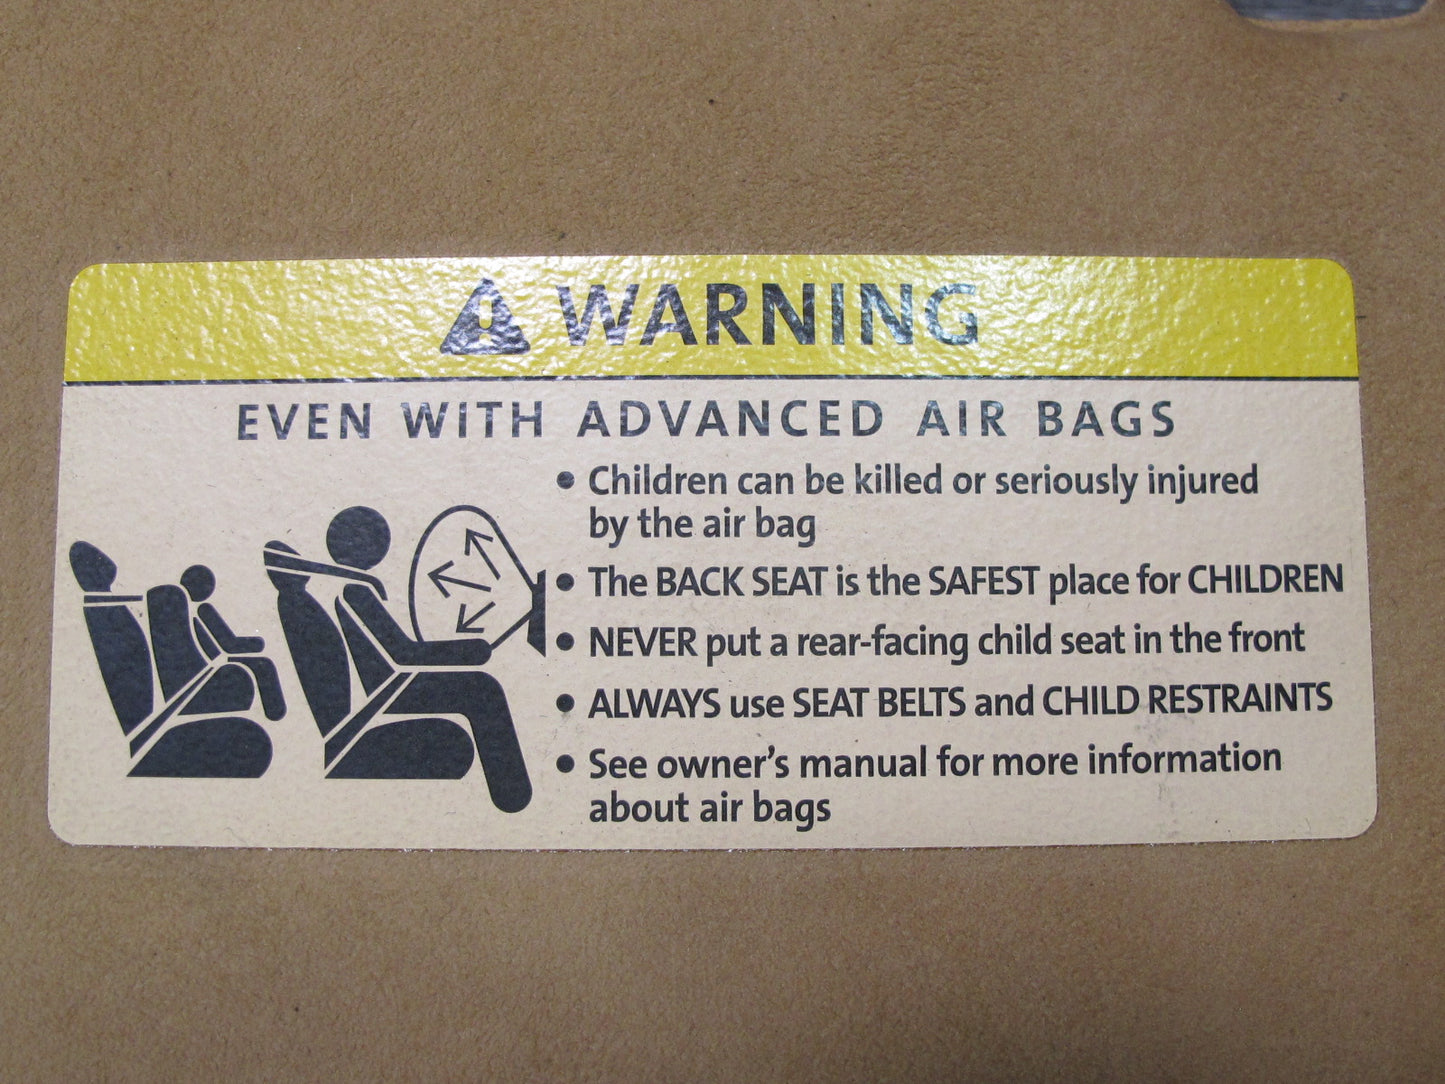 WARNING
EVEN WITH ADVANCED AIR BAGS
• Children can be killed or seriously injured
by the air bag
• The BACK SEAT is the SAFEST place for CHILDREN
• NEVER put a rear-facing child seat in the front
• ALWAYS use SEAT BELTS and CHILD RESTRAINTS
• See owner’s manual for more information
about air bags